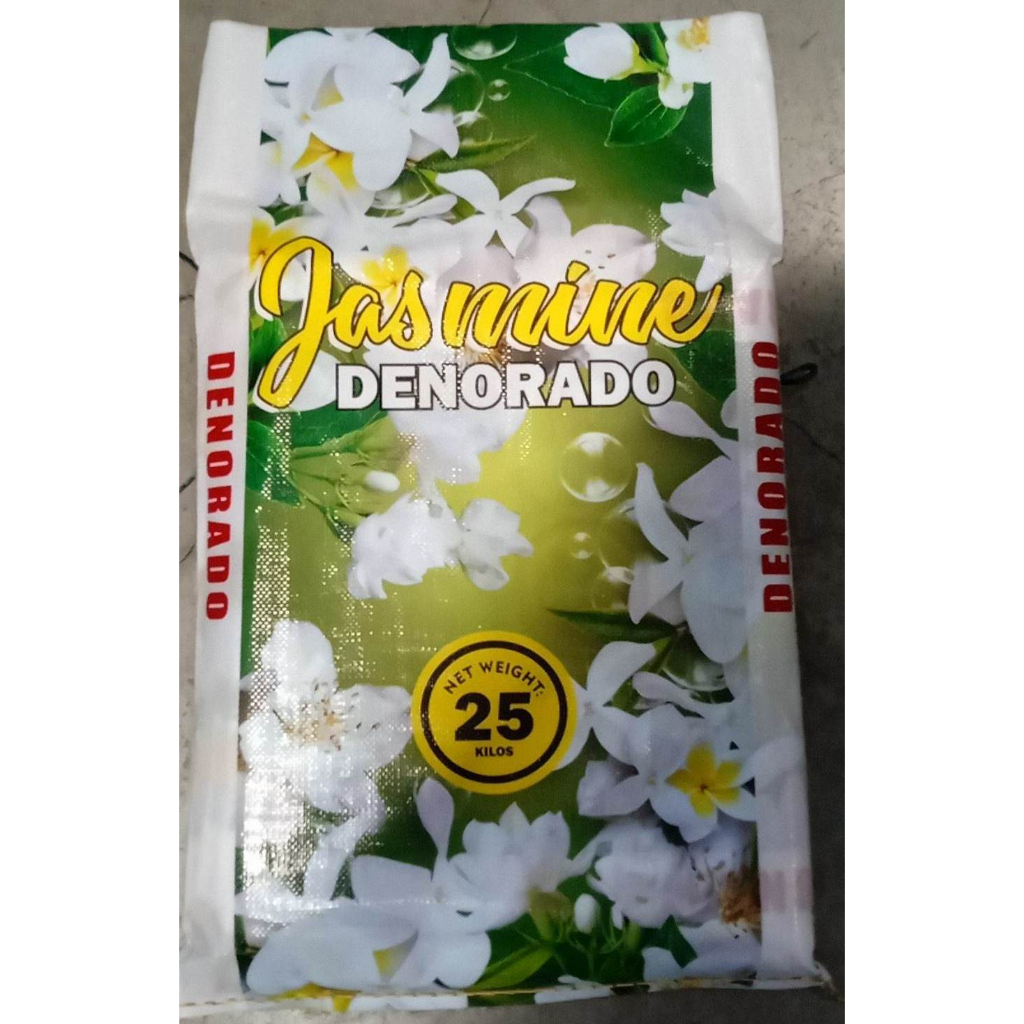 Jasmine
DENORADO
DENORADO
DENORADO
NET WEIGHT:
25
KILOS